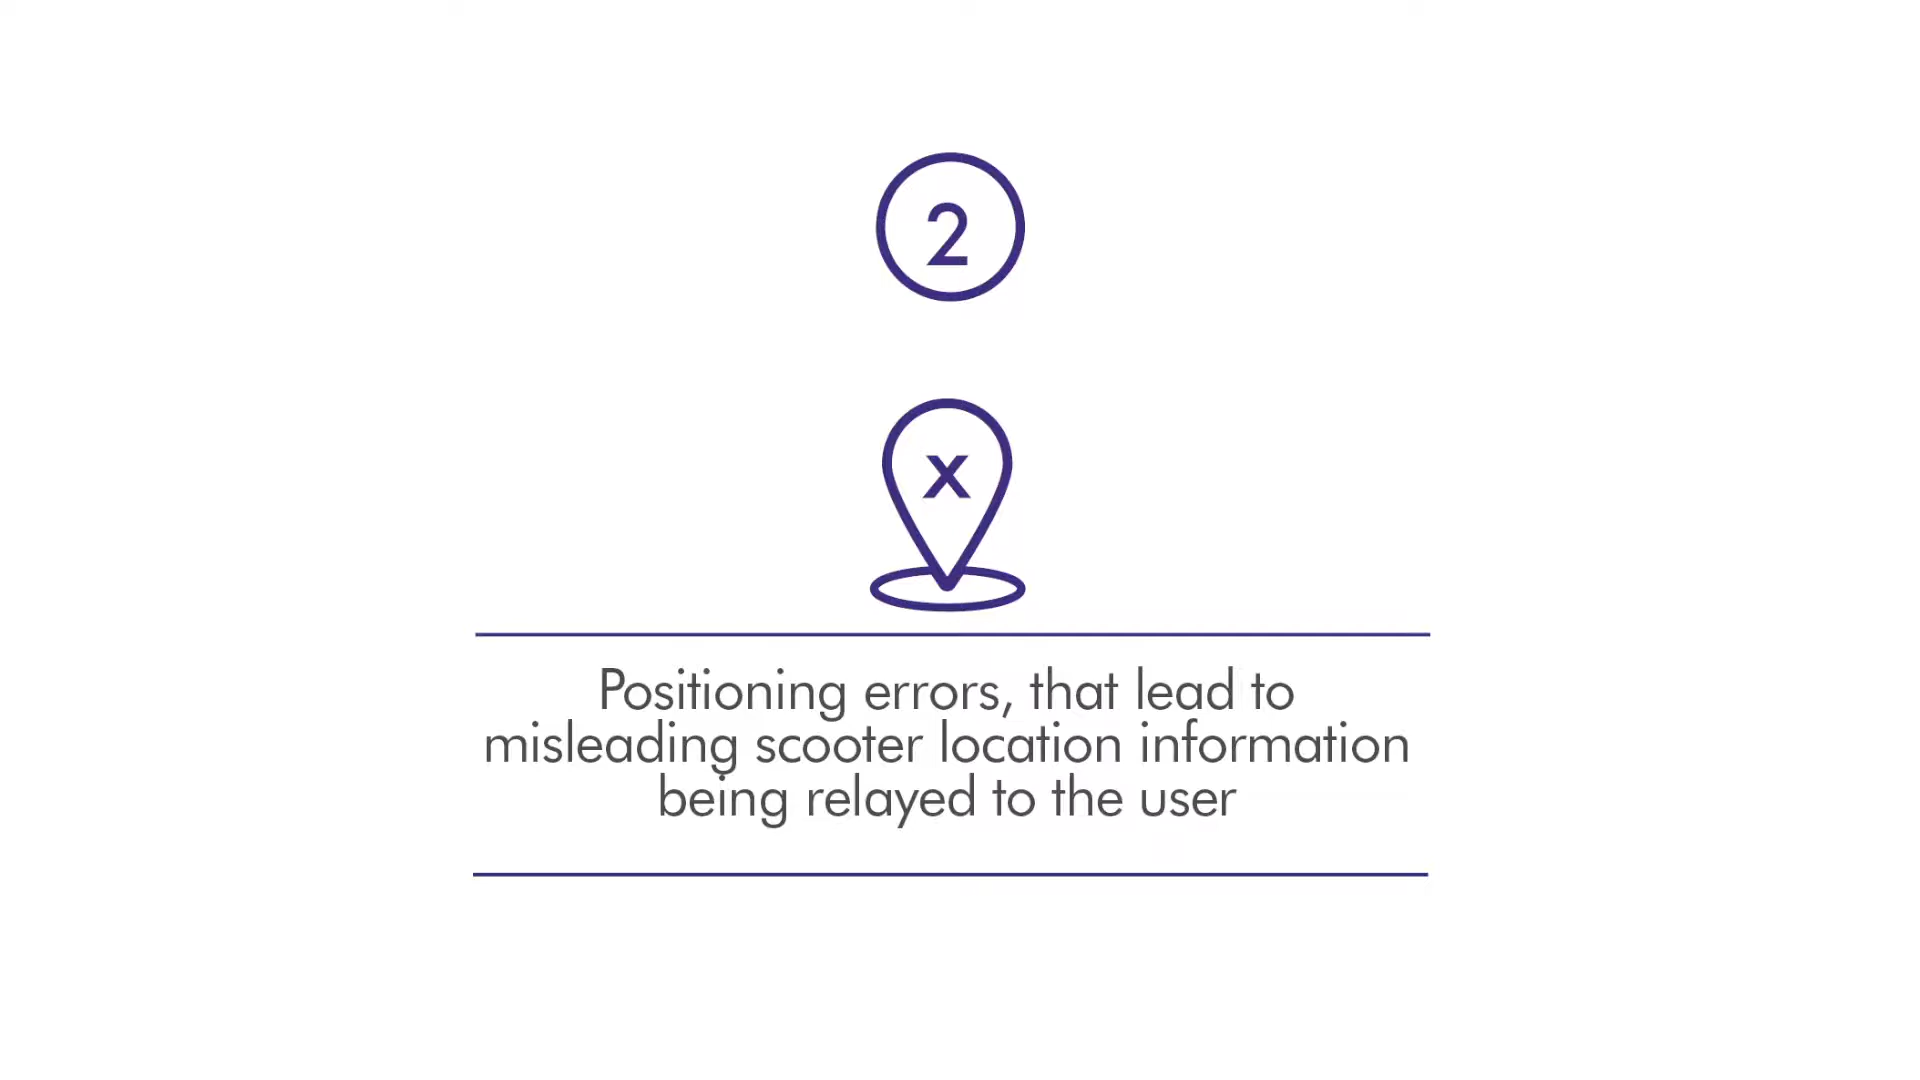 2
x
Positioning errors, that lead to
misleading scooter location information
being relayed to the user